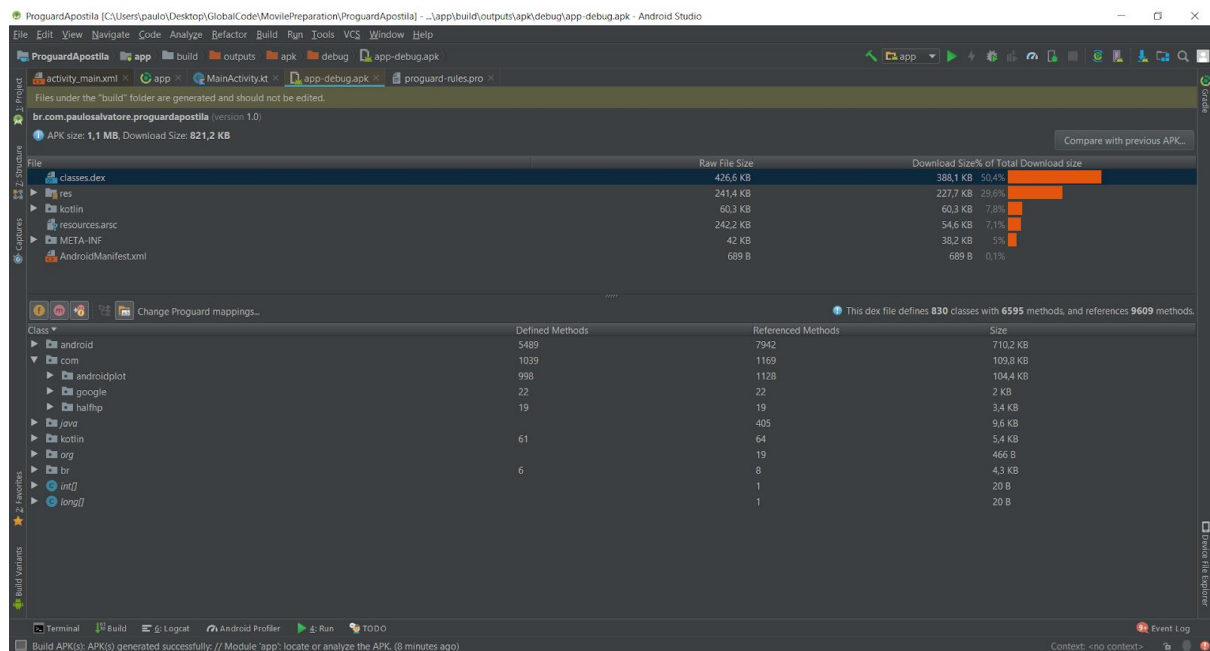 ProguardApostila [C:\Users\paulo\Desktop\GlobalCode\MovilePreparation\ProguardApostila] - ...\app\build\outputs\apk\debug\app-debug.apk - Android Studio
File Edit View Navigate Code Analyze Refactor Build Run Tools VCS Window Help
ProguardApostila app build outputs apk debug app-debug.apk
app
activity_main.xml app MainActivity.kt app-debug.apk proguard-rules.pro
Files under the "build" folder are generated and should not be edited.
br.com.paulosalvatore.proguardapostila (version 1.0)
APK size: 1,1 MB, Download Size: 821,2 KB
Compare with previous APK...
File Raw File Size Download Size % of Total Download size
classes.dex 426,6 KB 388,1 KB 50,4%
res 241,4 KB 227,7 KB 29,6%
kotlin 60,3 KB 60,3 KB 7,8%
resources.arsc 242,2 KB 54,6 KB 7,1%
META-INF 42 KB 38,2 KB 5%
AndroidManifest.xml 689 B 689 B 0,1%
Change Proguard mappings...
This dex file defines 830 classes with 6595 methods, and references 9609 methods.
Class Defined Methods Referenced Methods Size
android 5489 7942 710,2 KB
com 1039 1169 109,8 KB
androidplot 998 1128 104,4 KB
google 22 22 2 KB
halfhp 19 19 3,4 KB
java 405 9,6 KB
kotlin 61 64 5,4 KB
org 19 466 B
br 6 8 4,3 KB
int[] 1 20 B
long[] 1 20 B
1: Project
7: Structure
Captures
2: Favorites
Build Variants
Gradle
Device File Explorer
Terminal Build 6: Logcat Android Profiler 4: Run TODO
Event Log
Build APK(s): APK(s) generated successfully: // Module 'app': locate or analyze the APK. (8 minutes ago)
Context: <no context>